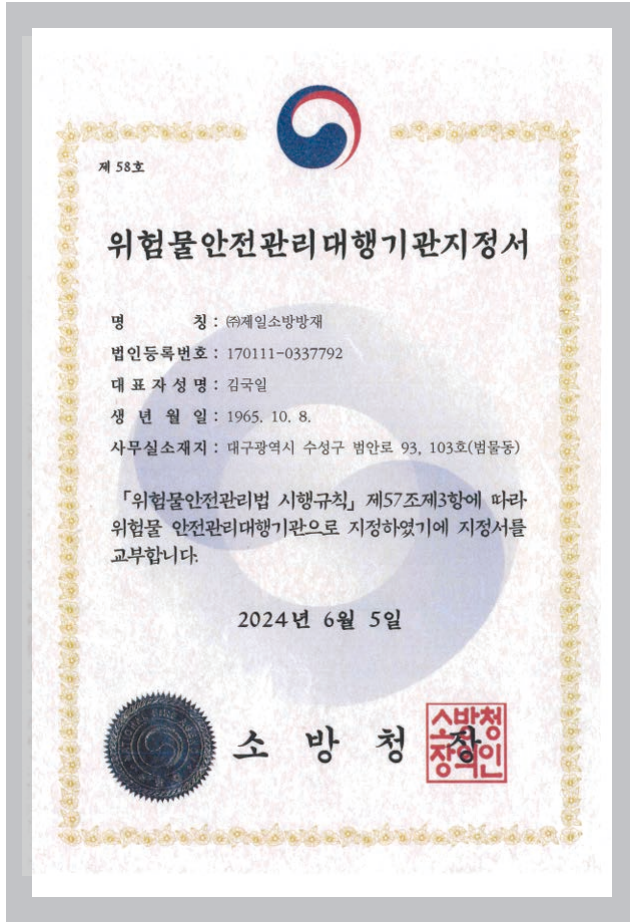 제 58호
위험물안전관리대행기관지정서
명 칭 : ㈜제일소방방재
법인등록번호 : 170111-0337792
대 표 자 성 명 : 김국일
생 년 월 일 : 1965. 10. 8.
사무실소재지 : 대구광역시 수성구 범안로 93, 103호(범물동)
「위험물안전관리법 시행규칙」 제57조제3항에 따라
위험물 안전관리대행기관으로 지정하였기에 지정서를
교부합니다.
2024년 6월 5일
소 방 청 장
소방청
장의인